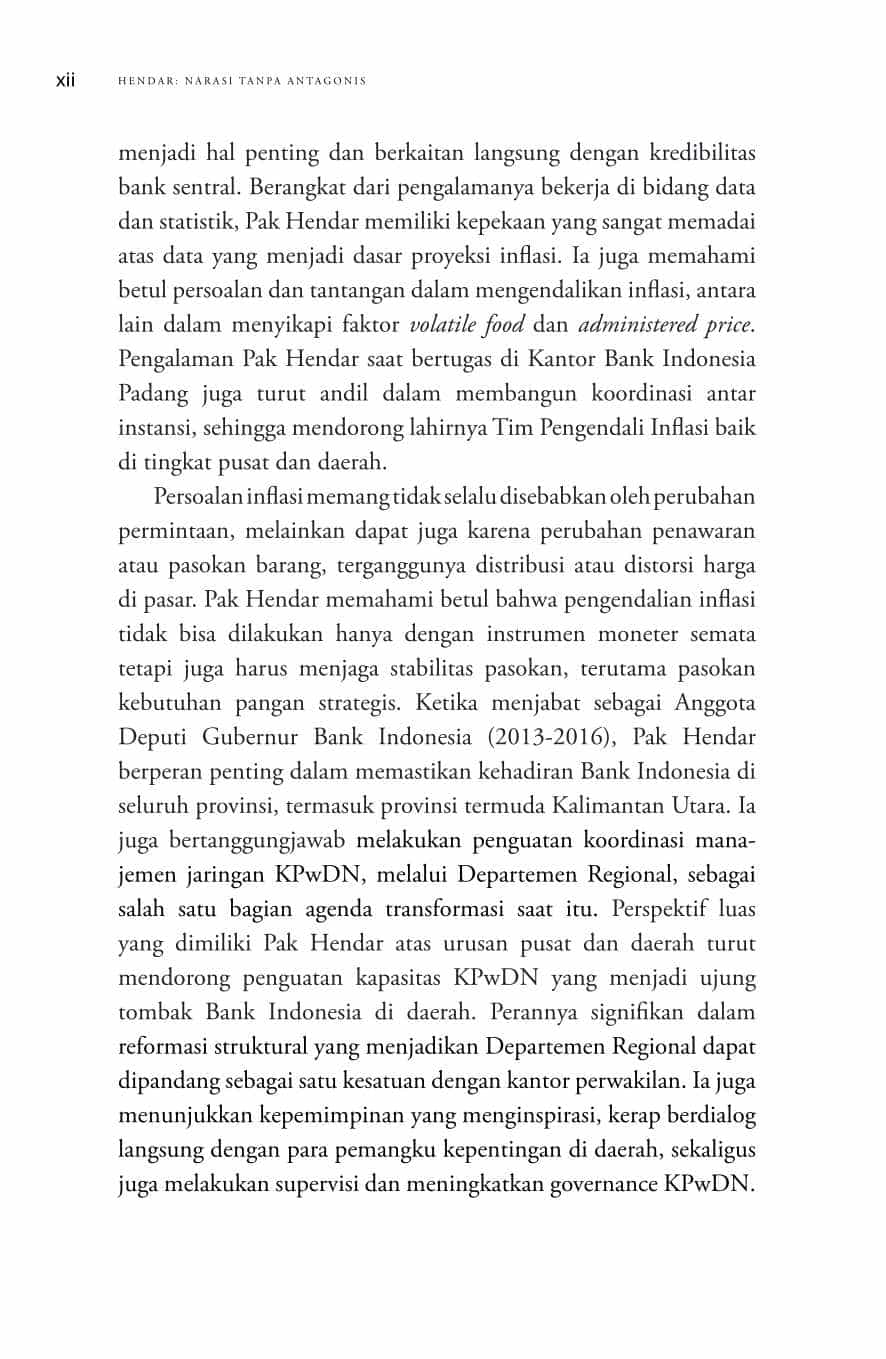 xii
HENDAR: NARASI TANPA ANTAGONIS
menjadi hal penting dan berkaitan langsung dengan kredibilitas
bank sentral. Berangkat dari pengalamanya bekerja di bidang data
dan statistik, Pak Hendar memiliki kepekaan yang sangat memadai
atas data yang menjadi dasar proyeksi inflasi. Ia juga memahami
betul persoalan dan tantangan dalam mengendalikan inflasi, antara
lain dalam menyikapi faktor volatile food dan administered price.
Pengalaman Pak Hendar saat bertugas di Kantor Bank Indonesia
Padang juga turut andil dalam membangun koordinasi antar
instansi, sehingga mendorong lahirnya Tim Pengendali Inflasi baik
di tingkat pusat dan daerah.
Persoalan inflasi memang tidak selalu disebabkan oleh perubahan
permintaan, melainkan dapat juga karena perubahan penawaran
atau pasokan barang, terganggunya distribusi atau distorsi harga
di pasar. Pak Hendar memahami betul bahwa pengendalian inflasi
tidak bisa dilakukan hanya dengan instrumen moneter semata
tetapi juga harus menjaga stabilitas pasokan, terutama pasokan
kebutuhan pangan strategis. Ketika menjabat sebagai Anggota
Deputi Gubernur Bank Indonesia (2013-2016), Pak Hendar
berperan penting dalam memastikan kehadiran Bank Indonesia di
seluruh provinsi, termasuk provinsi termuda Kalimantan Utara. Ia
juga bertanggungjawab melakukan penguatan koordinasi mana-
jemen jaringan KPwDN, melalui Departemen Regional, sebagai
salah satu bagian agenda transformasi saat itu. Perspektif luas
yang dimiliki Pak Hendar atas urusan pusat dan daerah turut
mendorong penguatan kapasitas KPwDN yang menjadi ujung
tombak Bank Indonesia di daerah. Perannya signifikan dalam
reformasi struktural yang menjadikan Departemen Regional dapat
dipandang sebagai satu kesatuan dengan kantor perwakilan. Ia juga
menunjukkan kepemimpinan yang menginspirasi, kerap berdialog
langsung dengan para pemangku kepentingan di daerah, sekaligus
juga melakukan supervisi dan meningkatkan governance KPwDN.